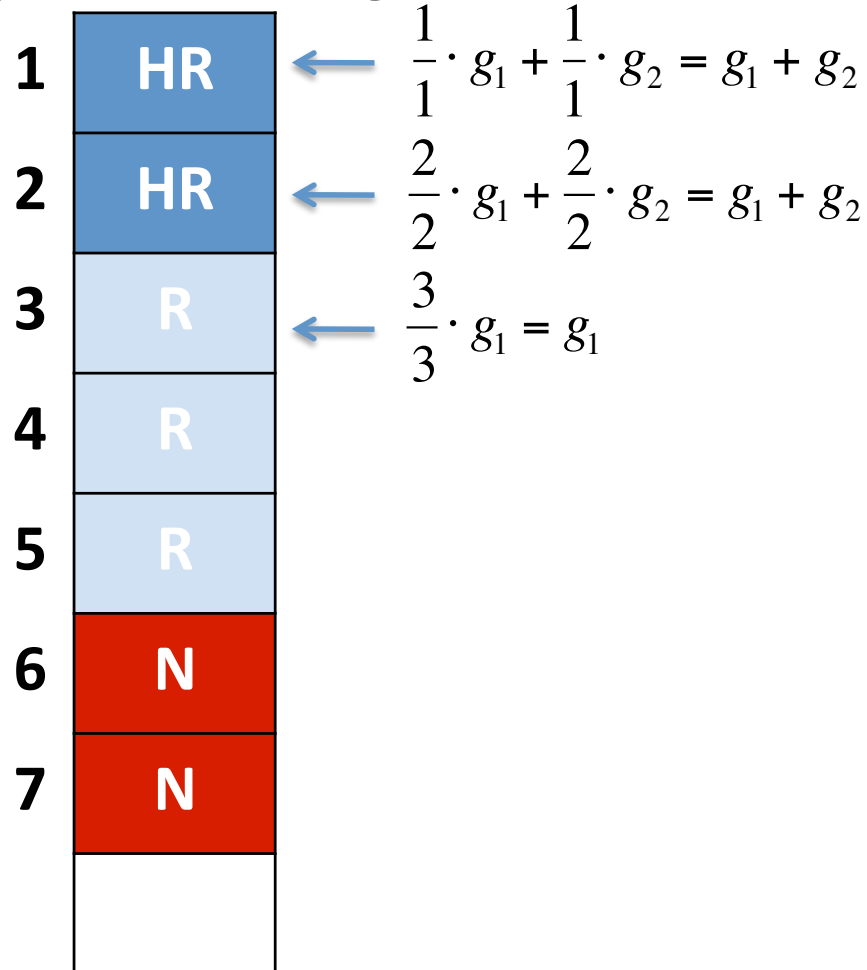 1 HR 1/1 · g₁ + 1/1 · g₂ = g₁ + g₂
2 HR 2/2 · g₁ + 2/2 · g₂ = g₁ + g₂
3 R 3/3 · g₁ = g₁
4 R
5 R
6 N
7 N